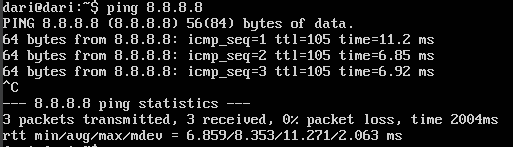 dari@dari:~$ ping 8.8.8.8
PING 8.8.8.8 (8.8.8.8) 56(84) bytes of data.
64 bytes from 8.8.8.8: icmp_seq=1 ttl=105 time=11.2 ms
64 bytes from 8.8.8.8: icmp_seq=2 ttl=105 time=6.85 ms
64 bytes from 8.8.8.8: icmp_seq=3 ttl=105 time=6.92 ms
^C
--- 8.8.8.8 ping statistics ---
3 packets transmitted, 3 received, 0% packet loss, time 2004ms
rtt min/avg/max/mdev = 6.859/8.353/11.271/2.063 ms